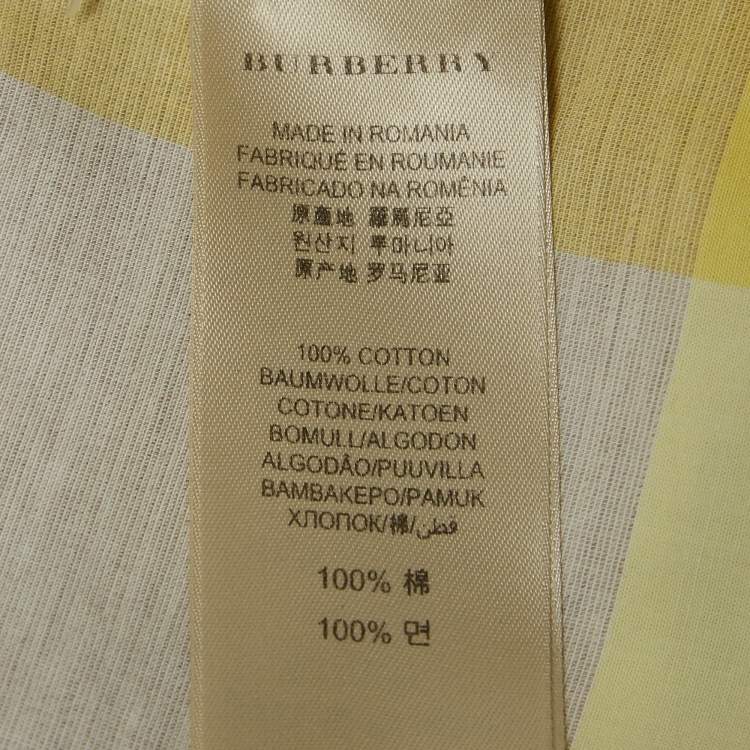 BURBERRY
MADE IN ROMANIA
FABRIQUÉ EN ROUMANIE
FABRICADO NA ROMÊNIA
原產地 羅馬尼亞
원산지 루마니아
原产地 罗马尼亚
100% COTTON
BAUMWOLLE/COTON
COTONE/KATOEN
BOMULL/ALGODON
ALGODÃO/PUUVILLA
BAMBAKEPO/PAMUK
ХЛОПОК/棉/قطن
100% 棉
100% 면